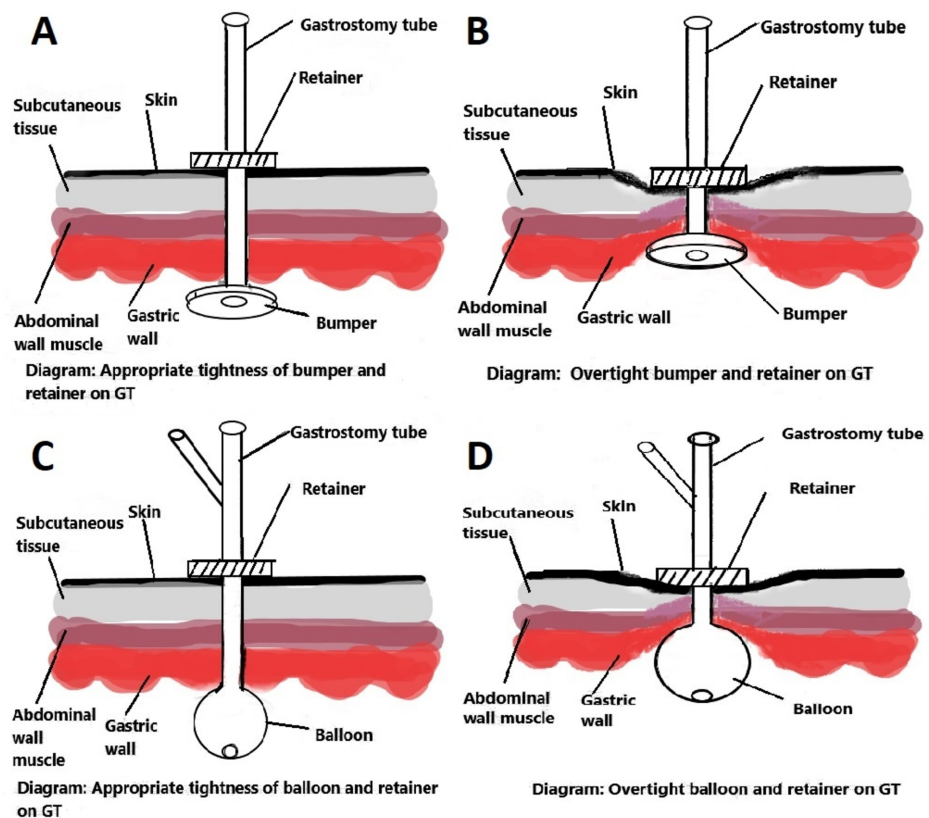 A
Gastrostomy tube
Retainer
Skin
Subcutaneous
tissue
Abdominal
wall muscle
Gastric
wall
Bumper
Diagram: Appropriate tightness of bumper and
retainer on GT
B
Gastrostomy tube
Retainer
Skin
Subcutaneous
tissue
Abdominal
wall muscle
Gastric wall
Bumper
Diagram: Overtight bumper and retainer on GT
C
Gastrostomy tube
Retainer
Skin
Subcutaneous
tissue
Abdominal
wall
muscle
Gastric
wall
Balloon
Diagram: Appropriate tightness of balloon and retainer
on GT
D
Gastrostomy tube
Retainer
Skin
Subcutaneous
tissue
Abdominal
wall muscle
Gastric
wall
Balloon
Diagram: Overtight balloon and retainer on GT